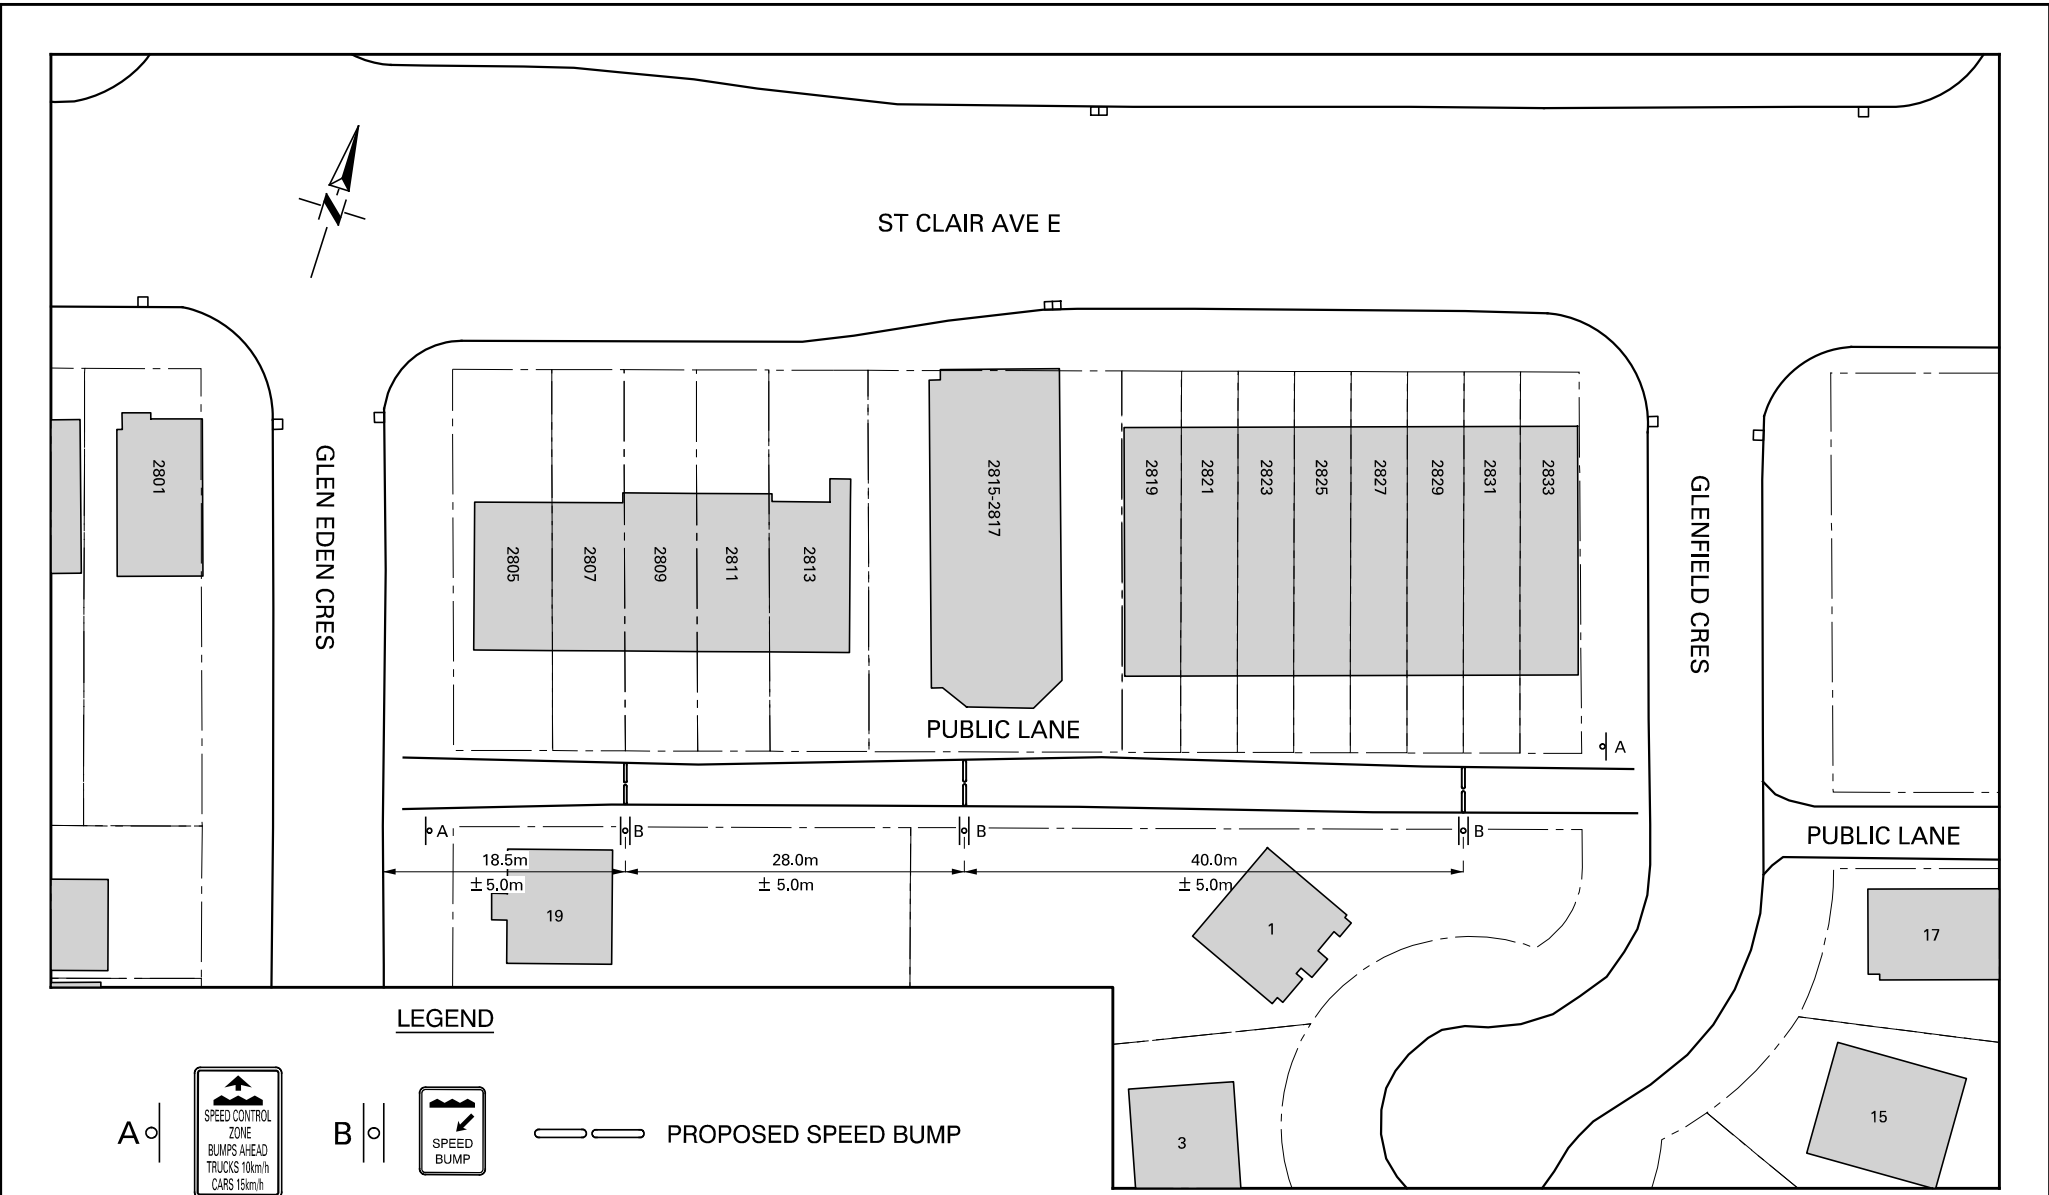 N
ST CLAIR AVE E
GLEN EDEN CRES
GLENFIELD CRES
2801
2805
2807
2809
2811
2813
2815-2817
2819
2821
2823
2825
2827
2829
2831
2833
PUBLIC LANE
A
A
B
B
B
PUBLIC LANE
18.5m
± 5.0m
28.0m
± 5.0m
40.0m
± 5.0m
19
1
17
3
15
LEGEND
A
SPEED CONTROL
ZONE
BUMPS AHEAD
TRUCKS 10km/h
CARS 15km/h
B
SPEED
BUMP
PROPOSED SPEED BUMP